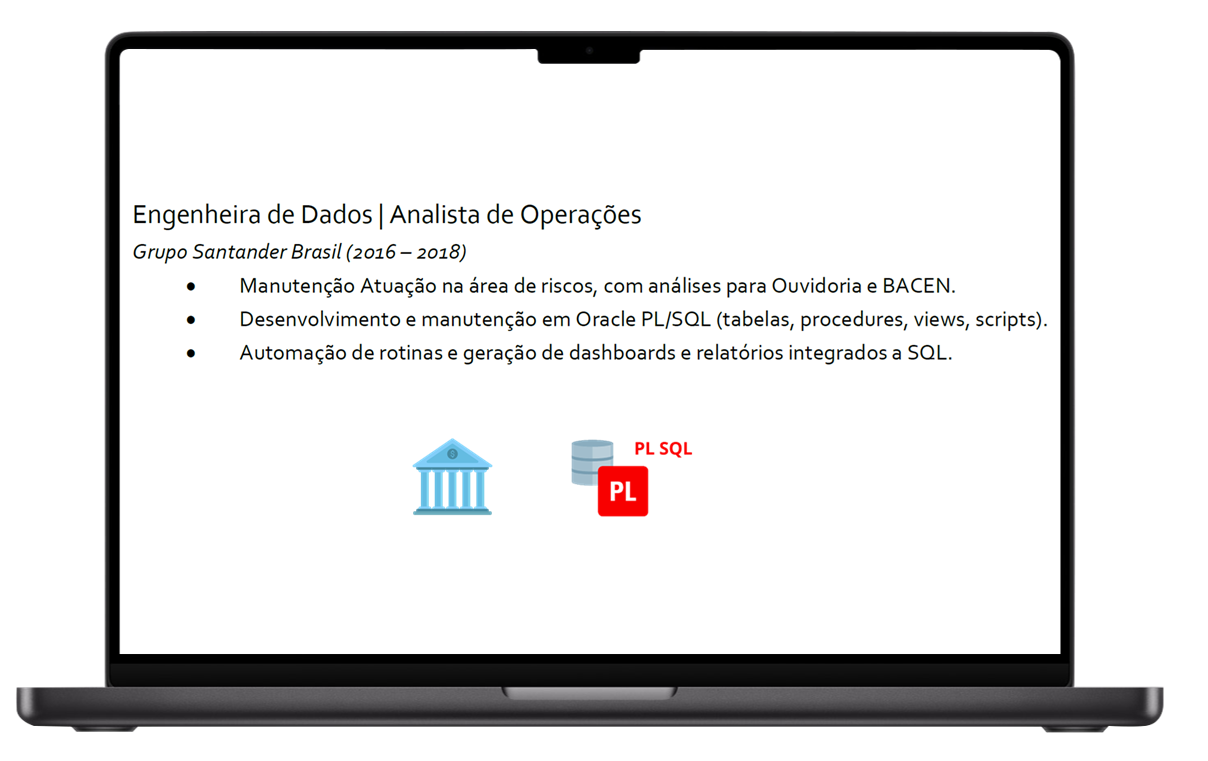 Engenheira de Dados | Analista de Operações
Grupo Santander Brasil (2016 – 2018)
• Manutenção Atuação na área de riscos, com análises para Ouvidoria e BACEN.
• Desenvolvimento e manutenção em Oracle PL/SQL (tabelas, procedures, views, scripts).
• Automação de rotinas e geração de dashboards e relatórios integrados a SQL.
$
PL SQL
PL